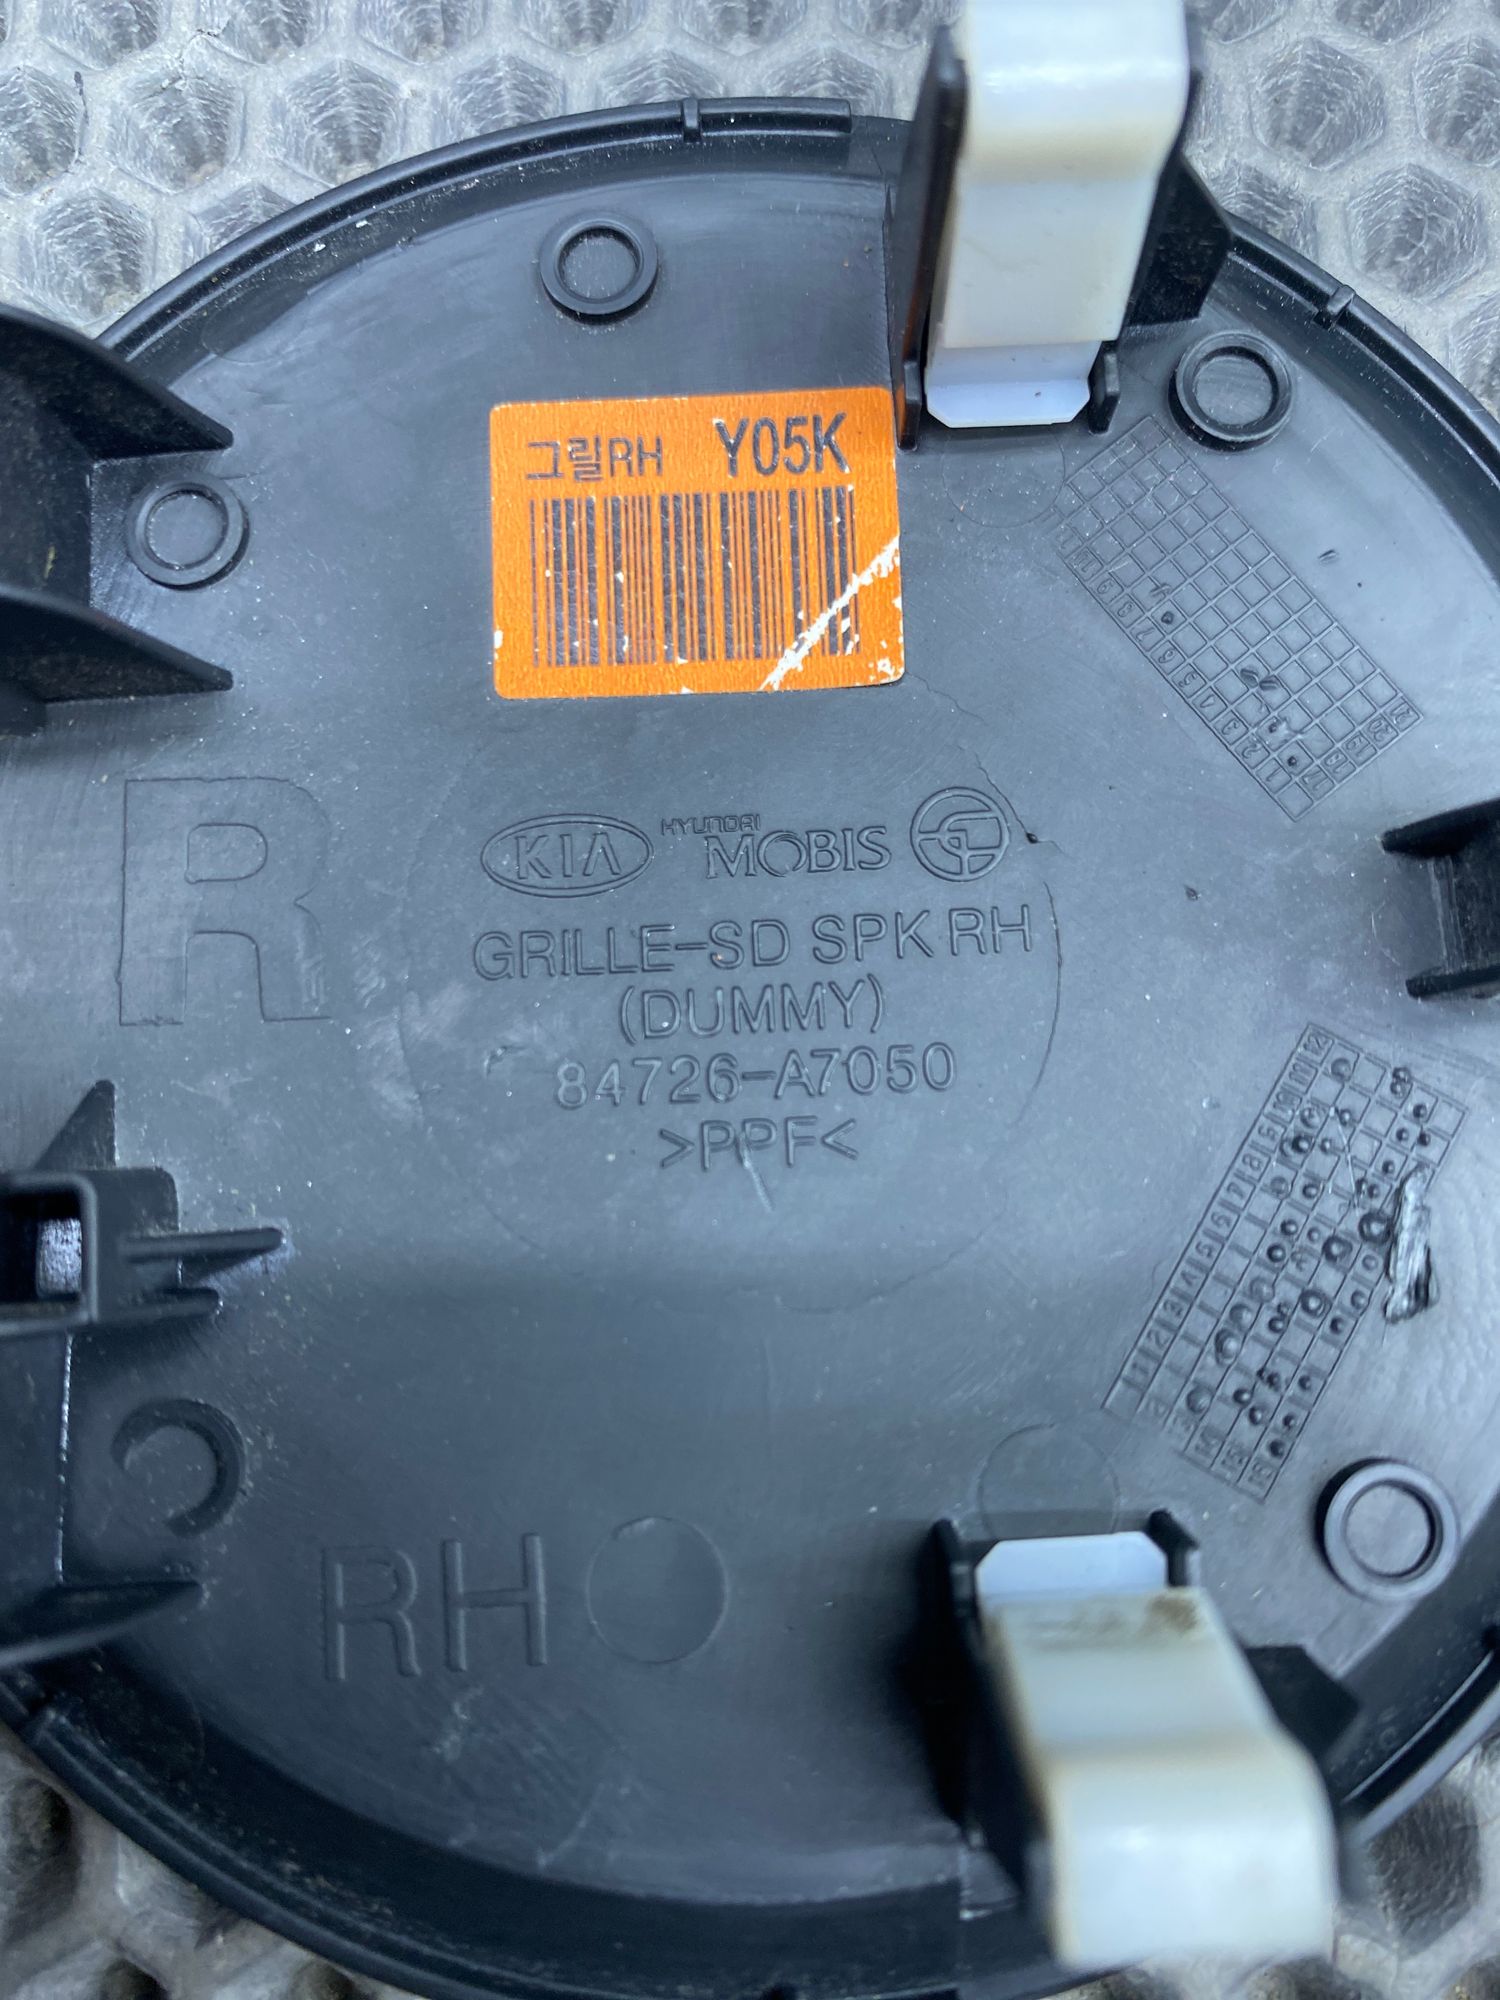 그릴RH Y05K
R
KIA HYUNDAI MOBIS
GRILLE-SD SPK RH
(DUMMY)
84726-A7050
>PPF<
RH